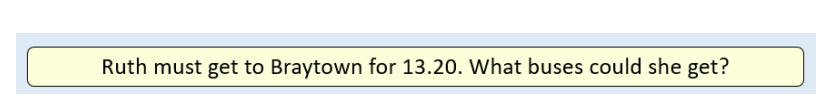 Ruth must get to Braytown for 13.20. What buses could she get?